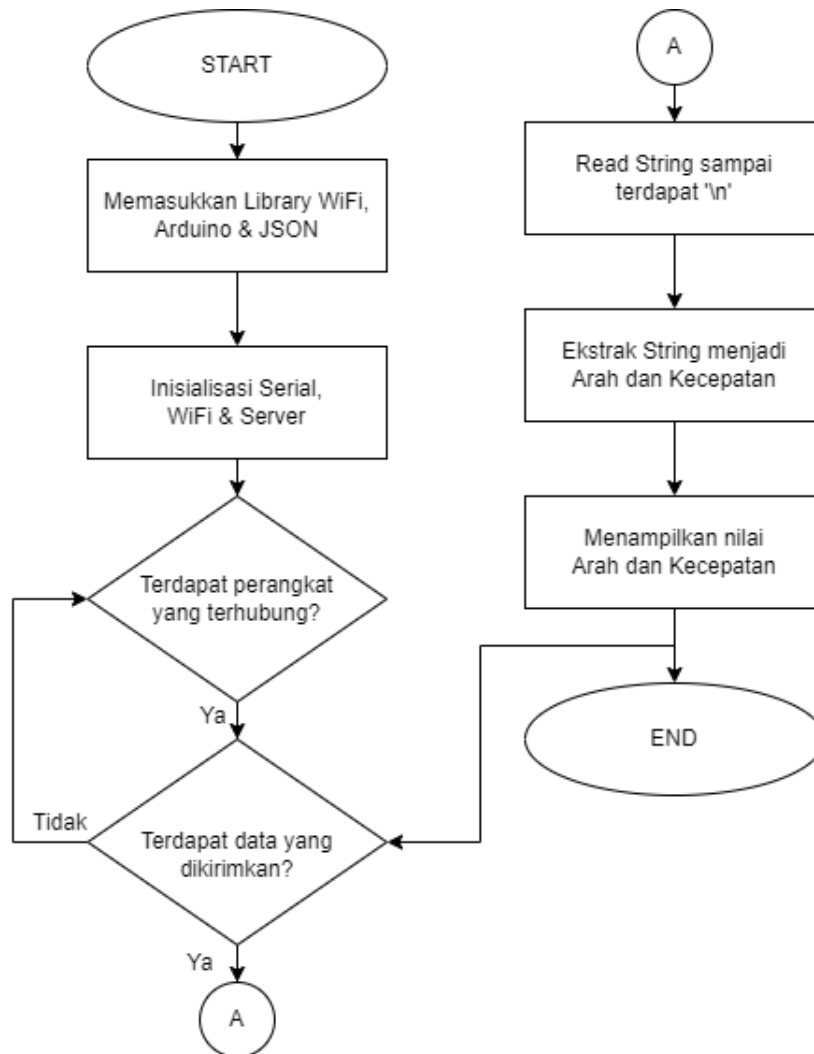 START
Memasukkan Library WiFi,
Arduino & JSON
Inisialisasi Serial,
WiFi & Server
Terdapat perangkat
yang terhubung?
Ya
Tidak
Terdapat data yang
dikirimkan?
Ya
A
A
Read String sampai
terdapat '\n'
Ekstrak String menjadi
Arah dan Kecepatan
Menampilkan nilai
Arah dan Kecepatan
END